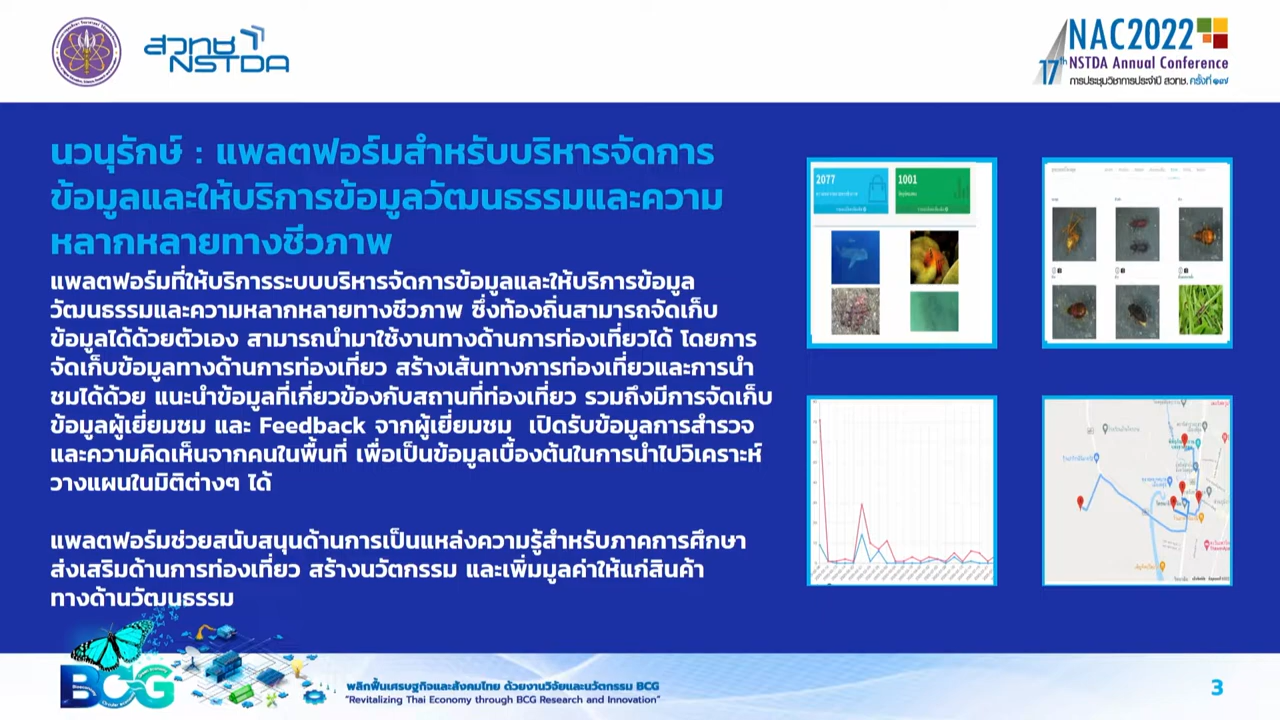 สวทช
NSTDA
NAC2022
17th NSTDA Annual Conference
การประชุมวิชาการประจำปี สวทช. ครั้งที่ ๑๗
นวนุรักษ์ : แพลตฟอร์มสำหรับบริหารจัดการ
ข้อมูลและให้บริการข้อมูลวัฒนธรรมและความ
หลากหลายทางชีวภาพ
แพลตฟอร์มที่ให้บริการระบบบริหารจัดการข้อมูลและให้บริการข้อมูล
วัฒนธรรมและความหลากหลายทางชีวภาพ ซึ่งท้องถิ่นสามารถจัดเก็บ
ข้อมูลได้ด้วยตัวเอง สามารถนำมาใช้งานทางด้านการท่องเที่ยวได้ โดยการ
จัดเก็บข้อมูลทางด้านการท่องเที่ยว สร้างเส้นทางการท่องเที่ยวและการนำ
ชมได้ด้วย แนะนำข้อมูลที่เกี่ยวข้องกับสถานที่ท่องเที่ยว รวมถึงมีการจัดเก็บ
ข้อมูลผู้เยี่ยมชม และ Feedback จากผู้เยี่ยมชม เปิดรับข้อมูลการสำรวจ
และความคิดเห็นจากคนในพื้นที่ เพื่อเป็นข้อมูลเบื้องต้นในการนำไปวิเคราะห์
วางแผนในมิติต่างๆ ได้
แพลตฟอร์มช่วยสนับสนุนด้านการเป็นแหล่งความรู้สำหรับภาคการศึกษา
ส่งเสริมด้านการท่องเที่ยว สร้างนวัตกรรม และเพิ่มมูลค่าให้แก่สินค้า
ทางด้านวัฒนธรรม
2077
1001
BCG
พลิกฟื้นเศรษฐกิจและสังคมไทย ด้วยงานวิจัยและนวัตกรรม BCG
"Revitalizing Thai Economy through BCG Research and Innovation"
3